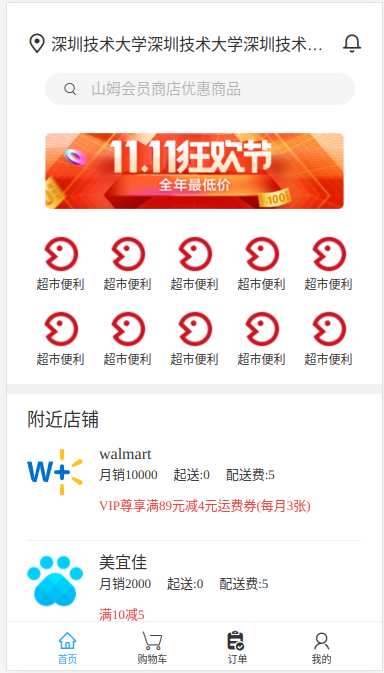 深圳技术大学深圳技术大学深圳技术...
山姆会员商店优惠商品
11.11狂欢节
全年最低价
100
超市便利 超市便利 超市便利 超市便利 超市便利
超市便利 超市便利 超市便利 超市便利 超市便利
附近店铺
W+
walmart
月销10000 起送:0 配送费:5
VIP尊享满89元减4元运费券(每月3张)
美宜佳
月销2000 起送:0 配送费:5
满10减5
首页 购物车 订单 我的